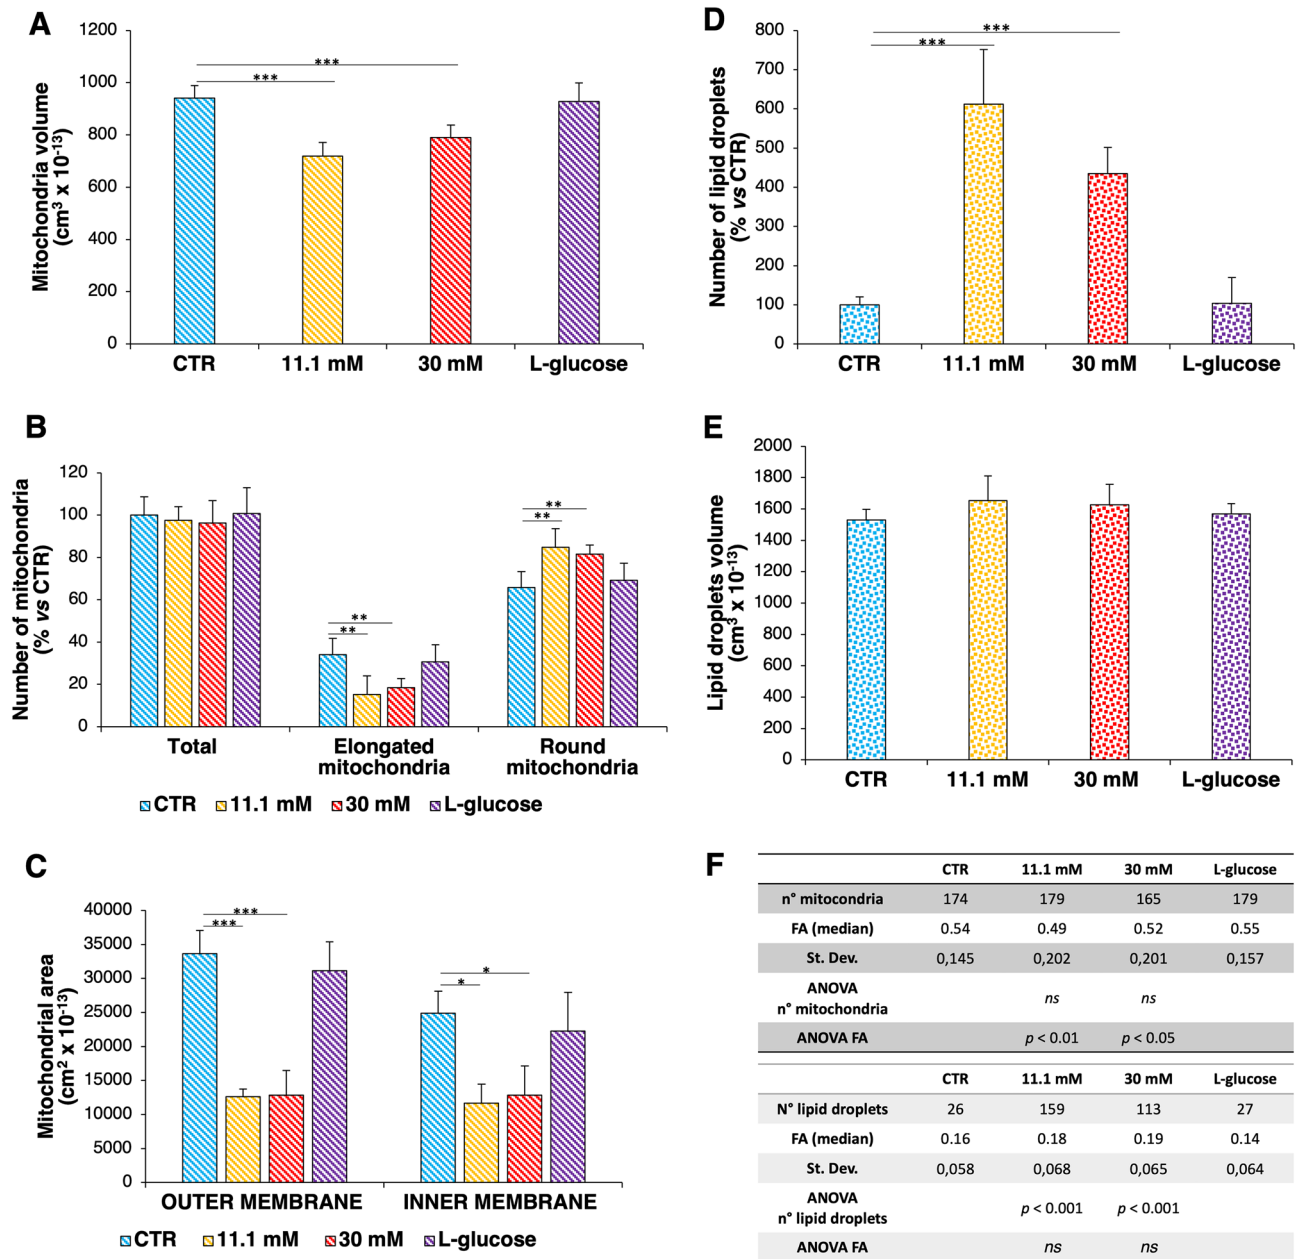 A
Mitochondria volume
(cm³ x 10⁻¹³)
1200
1000
800
600
400
200
0
***
***
CTR 11.1 mM 30 mM L-glucose
B
Number of mitochondria
(% vs CTR)
120
100
80
60
40
20
0
**
**
**
**
Total Elongated mitochondria Round mitochondria
CTR 11.1 mM 30 mM L-glucose
C
Mitochondrial area
(cm² x 10⁻¹³)
40000
35000
30000
25000
20000
15000
10000
5000
0
***
***
*
*
OUTER MEMBRANE INNER MEMBRANE
CTR 11.1 mM 30 mM L-glucose
D
Number of lipid droplets
(% vs CTR)
800
700
600
500
400
300
200
100
0
***
***
CTR 11.1 mM 30 mM L-glucose
E
Lipid droplets volume
(cm³ x 10⁻¹³)
2000
1800
1600
1400
1200
1000
800
600
400
200
0
CTR 11.1 mM 30 mM L-glucose
F
CTR 11.1 mM 30 mM L-glucose
n° mitocondria 174 179 165 179
FA (median) 0.54 0.49 0.52 0.55
St. Dev. 0,145 0,202 0,201 0,157
ANOVA
n° mitochondria ns ns
ANOVA FA p < 0.01 p < 0.05
CTR 11.1 mM 30 mM L-glucose
N° lipid droplets 26 159 113 27
FA (median) 0.16 0.18 0.19 0.14
St. Dev. 0,058 0,068 0,065 0,064
ANOVA
n° lipid droplets p < 0.001 p < 0.001
ANOVA FA ns ns